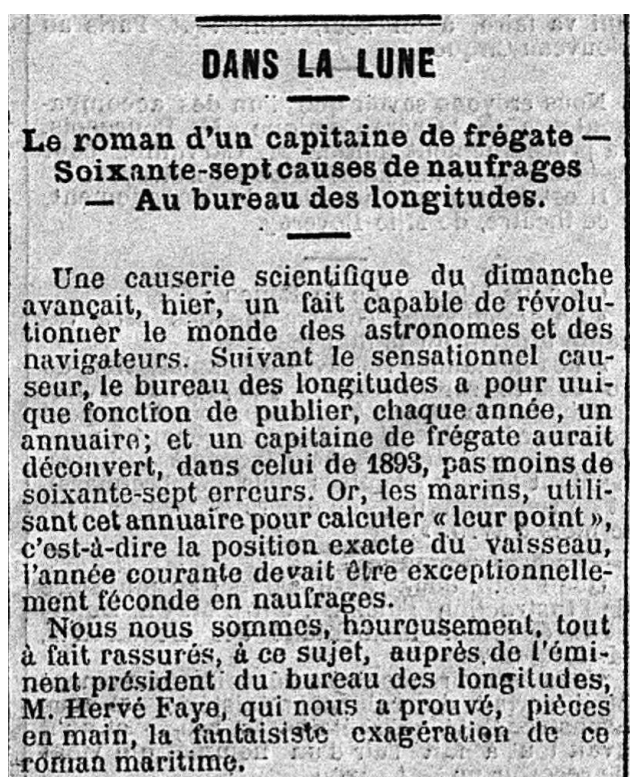 DANS LA LUNE
Le roman d'un capitaine de frégate —
Soixante-sept causes de naufrages
— Au bureau des longitudes.
Une causerie scientifique du dimanche
avançait, hier, un fait capable de révolu-
tionner le monde des astronomes et des
navigateurs. Suivant le sensationnel cau-
seur, le bureau des longitudes a pour uni-
que fonction de publier, chaque année, un
annuaire; et un capitaine de frégate aurait
découvert, dans celui de 1893, pas moins de
soixante-sept erreurs. Or, les marins, utili-
sant cet annuaire pour calculer « leur point »,
c'est-à-dire la position exacte du vaisseau,
l'année courante devait être exceptionnelle-
ment féconde en naufrages.
Nous nous sommes, heureusement, tout
à fait rassurés, à ce sujet, auprès de l'émi-
nent président du bureau des longitudes,
M. Hervé Faye, qui nous a prouvé, pièces
en main, la fantaisiste exagération de ce
roman maritime.